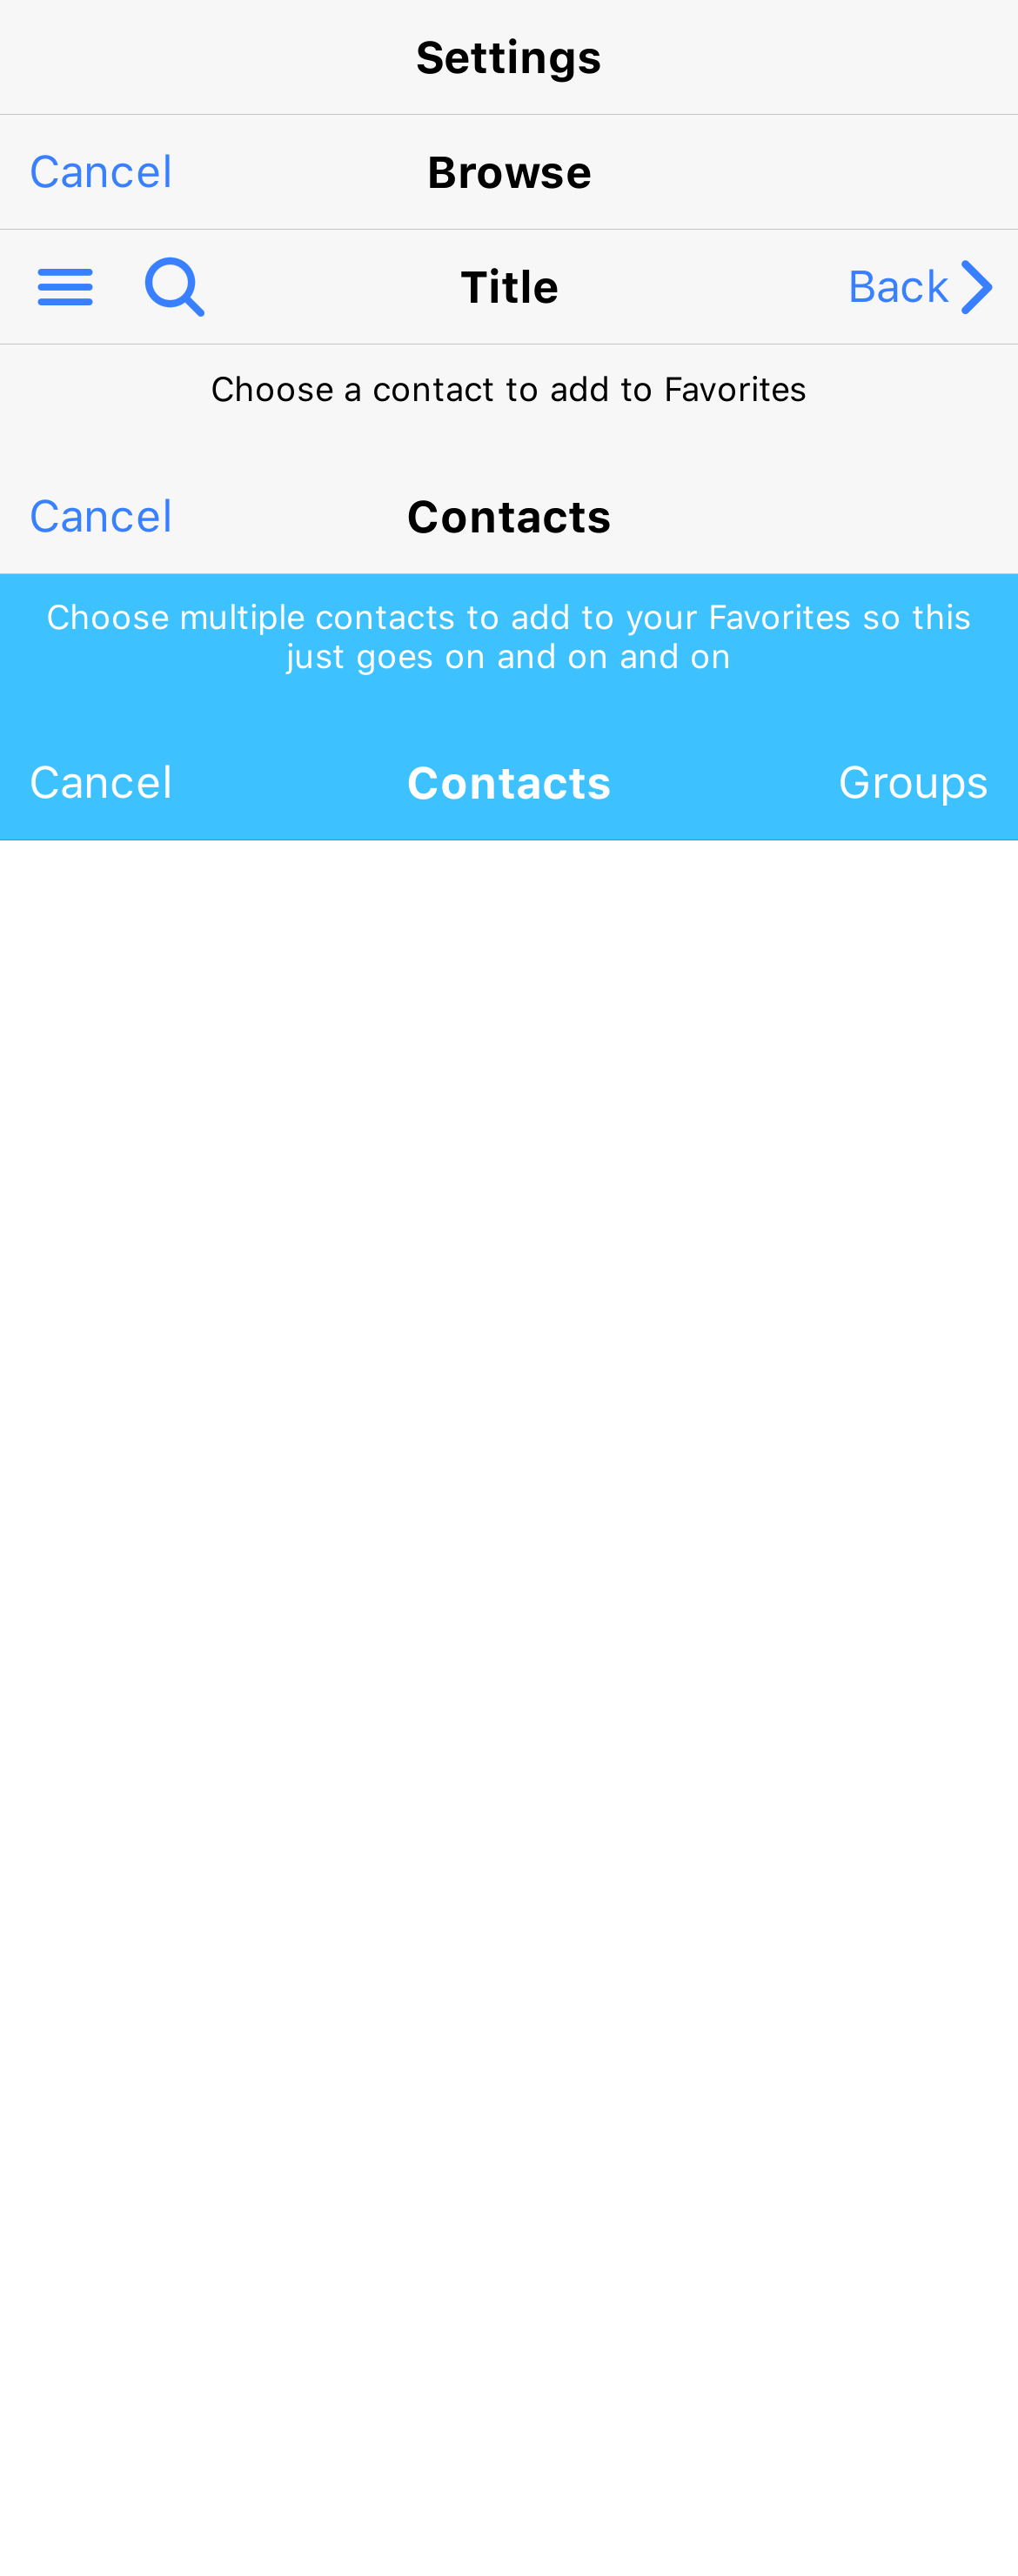 Settings
Cancel Browse
Title Back
Choose a contact to add to Favorites
Cancel Contacts
Choose multiple contacts to add to your Favorites so this
just goes on and on and on
Cancel Contacts Groups